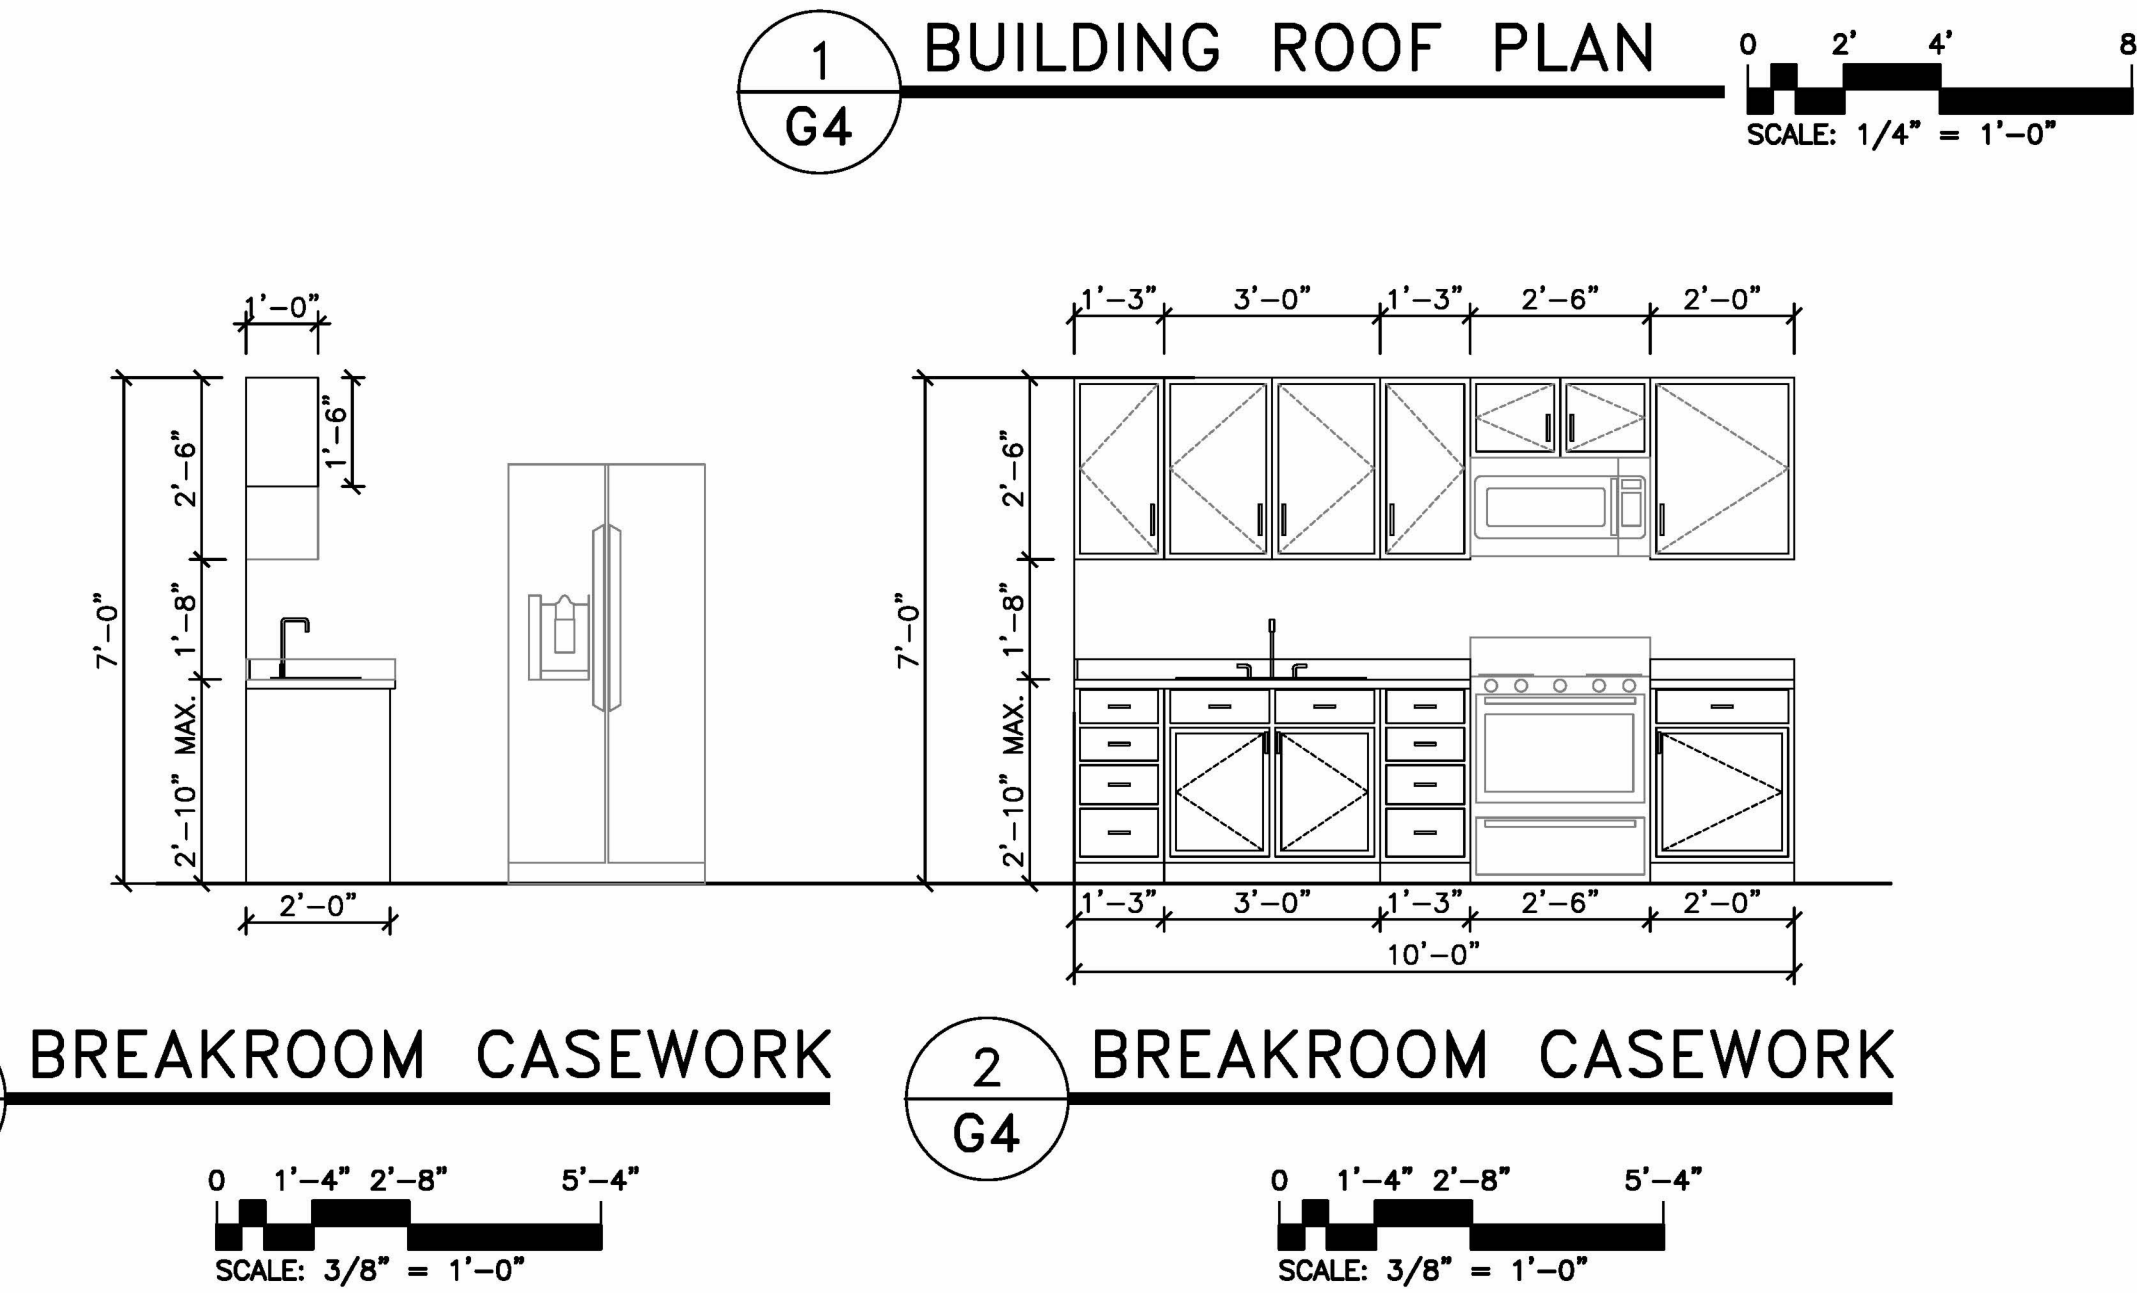 1
G4
BUILDING ROOF PLAN
0 2' 4' 8
SCALE: 1/4" = 1'-0"
1'-0"
1'-6"
2'-6"
1'-8"
2'-10" MAX.
7'-0"
2'-0"
1'-3" 3'-0" 1'-3" 2'-6" 2'-0"
2'-6"
1'-8"
2'-10" MAX.
7'-0"
1'-3" 3'-0" 1'-3" 2'-6" 2'-0"
10'-0"
BREAKROOM CASEWORK
0 1'-4" 2'-8" 5'-4"
SCALE: 3/8" = 1'-0"
2
G4
BREAKROOM CASEWORK
0 1'-4" 2'-8" 5'-4"
SCALE: 3/8" = 1'-0"